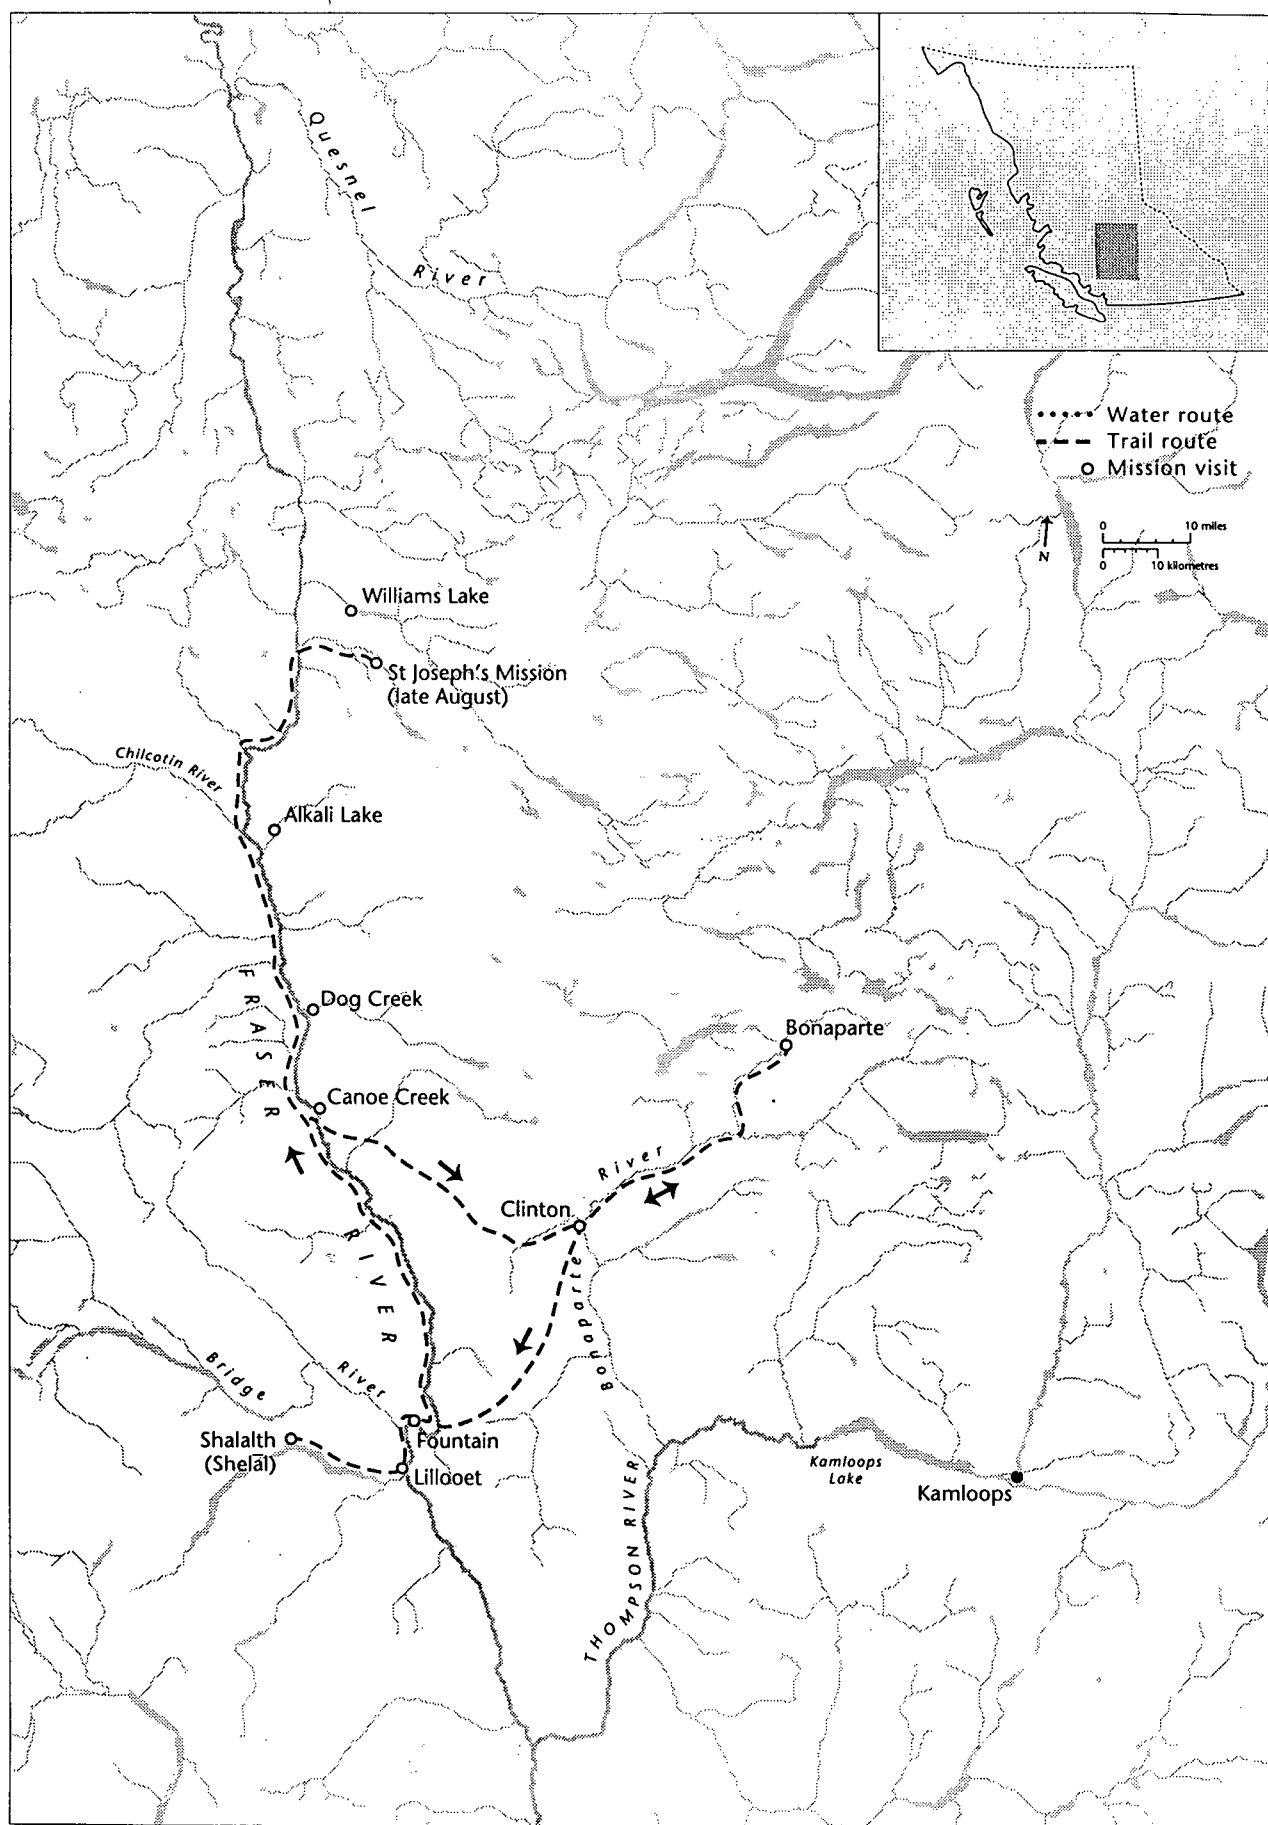 Quesnel
River
Water route
Trail route
Mission visit
0 10 miles
N
0 10 kilometres
Williams Lake
St Joseph's Mission
(late August)
Chilcotin River
Alkali Lake
FRASER
Dog Creek
Bonaparte
Canoe Creek
River
Clinton
RIVER
Bonaparte
Bridge
River
Shalalth
(Shelāl)
Fountain
Lillooet
Kamloops
Lake
Kamloops
THOMPSON RIVER